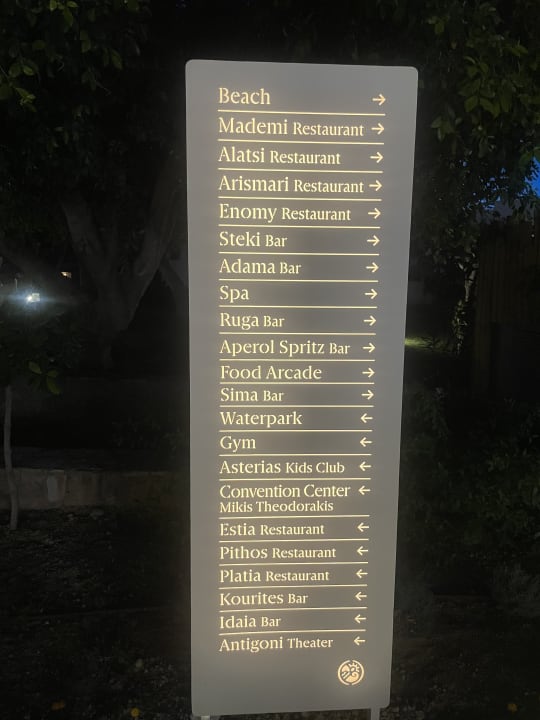 Beach →
Mademi Restaurant →
Alatsi Restaurant →
Arismari Restaurant →
Enomy Restaurant →
Steki Bar →
Adama Bar →
Spa →
Ruga Bar →
Aperol Spritz Bar →
Food Arcade →
Sima Bar →
Waterpark ←
Gym ←
Asterias Kids Club ←
Convention Center ←
Mikis Theodorakis
Estia Restaurant ←
Pithos Restaurant ←
Platia Restaurant ←
Kourites Bar ←
Idaia Bar ←
Antigoni Theater ←